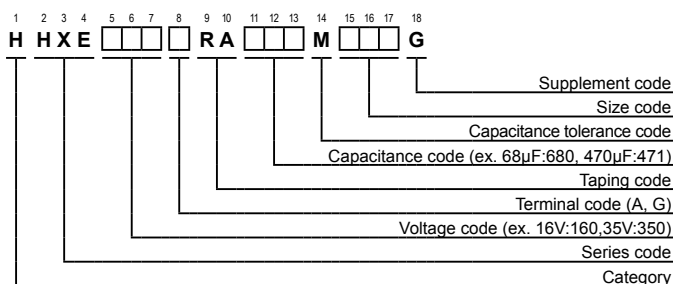 1 2 3 4 5 6 7 8 9 10 11 12 13 14 15 16 17 18
H H X E R A M G
Supplement code
Size code
Capacitance tolerance code
Capacitance code (ex. 68μF:680, 470μF:471)
Taping code
Terminal code (A, G)
Voltage code (ex. 16V:160,35V:350)
Series code
Category